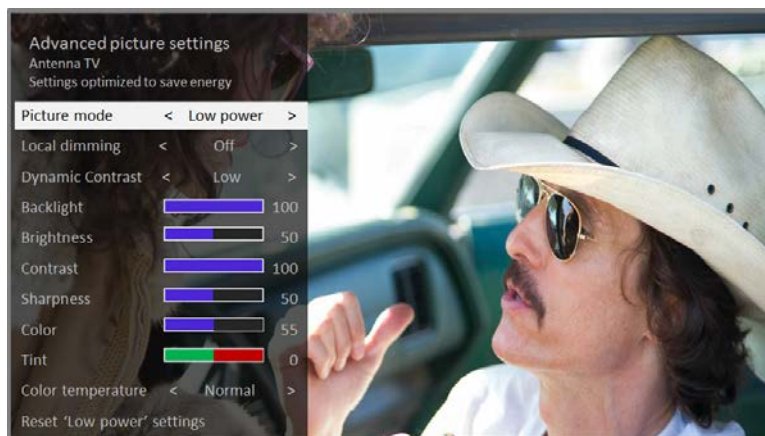 Advanced picture settings
Antenna TV
Settings optimized to save energy
Picture mode < Low power >
Local dimming < Off >
Dynamic Contrast < Low >
Backlight 100
Brightness 50
Contrast 100
Sharpness 50
Color 55
Tint 0
Color temperature < Normal >
Reset 'Low power' settings